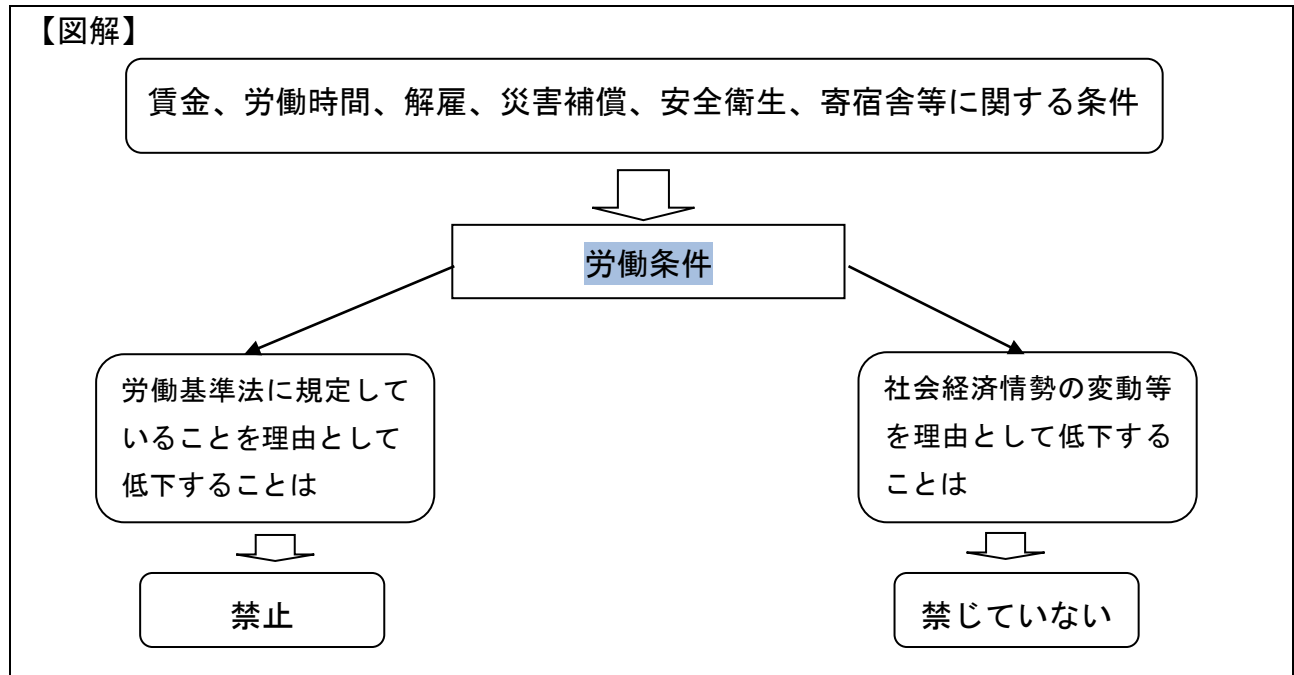 【図解】
賃金、労働時間、解雇、災害補償、安全衛生、寄宿舎等に関する条件
労働条件
労働基準法に規定して
いることを理由として
低下することは
社会経済情勢の変動等
を理由として低下する
ことは
禁止
禁じていない